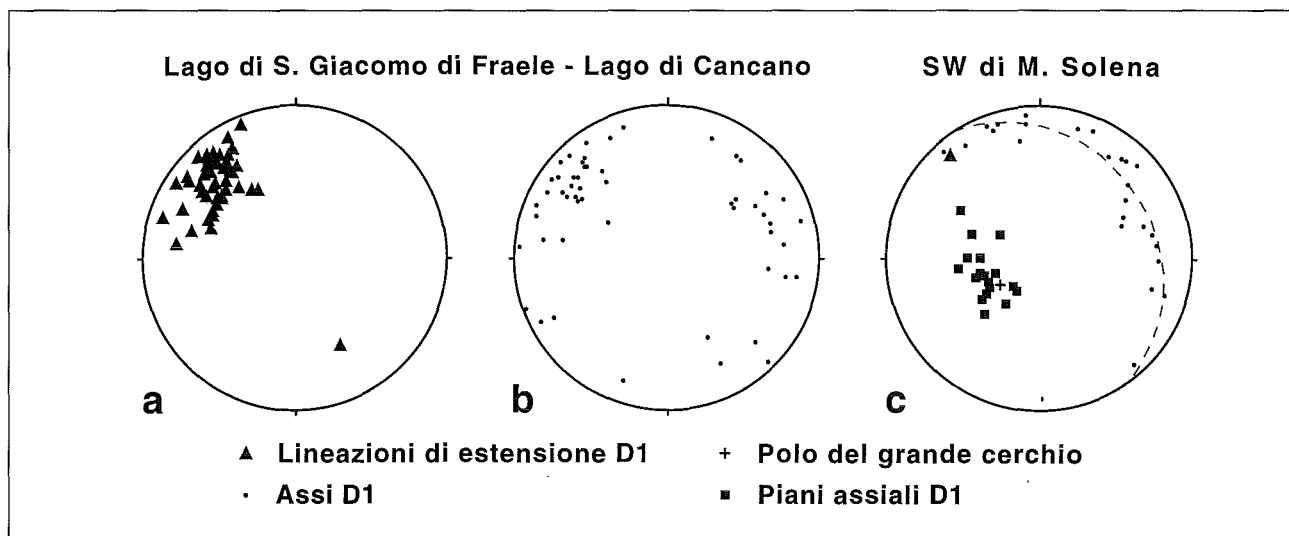 Lago di S. Giacomo di Fraele - Lago di Cancano
SW di M. Solena
a
b
c
Lineazioni di estensione D1
Polo del grande cerchio
Assi D1
Piani assiali D1